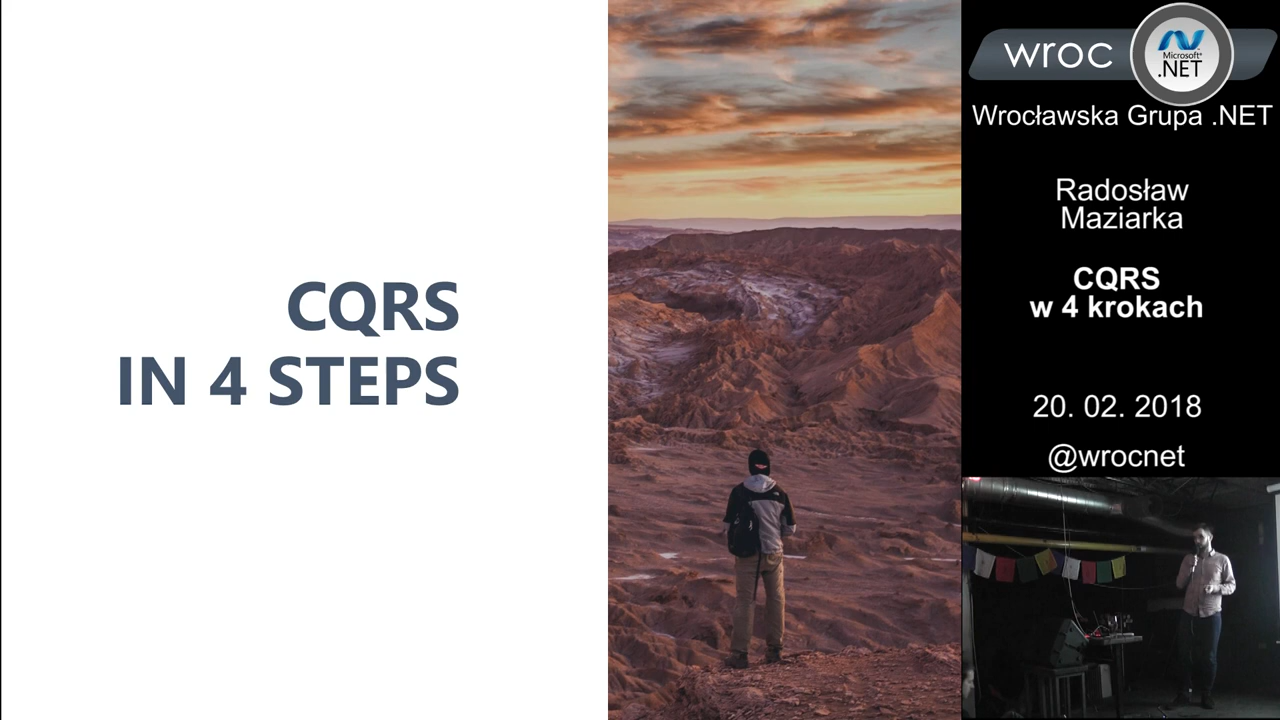 CQRS
IN 4 STEPS
wroc
Microsoft®
.NET
Wrocławska Grupa .NET
Radosław
Maziarka
CQRS
w 4 krokach
20. 02. 2018
@wrocnet